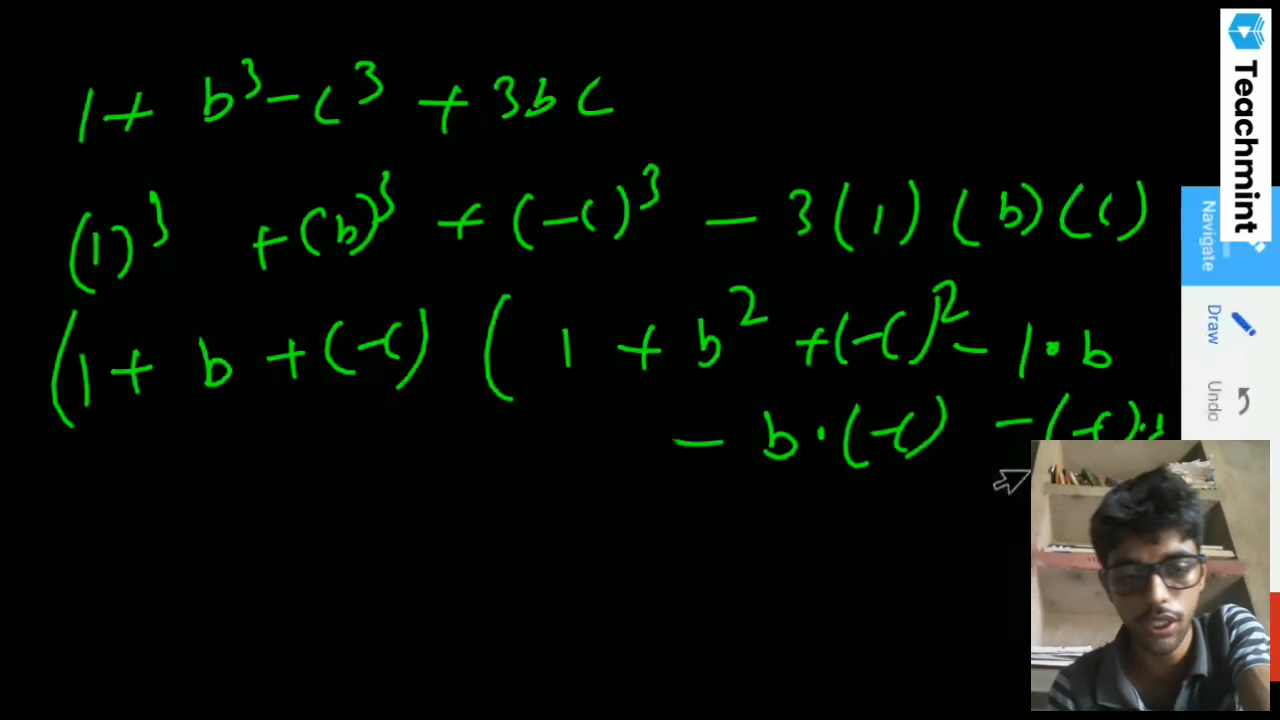 1 + b³ - c³ + 3bc
(1)³ + (b)³ + (-c)³ - 3(1)(b)(c)
(1 + b + (-c) (1 + b² + (-c)² - 1·b
- b·(-c) - (-c)·1
Teachmint
Navigate
Draw
Undo